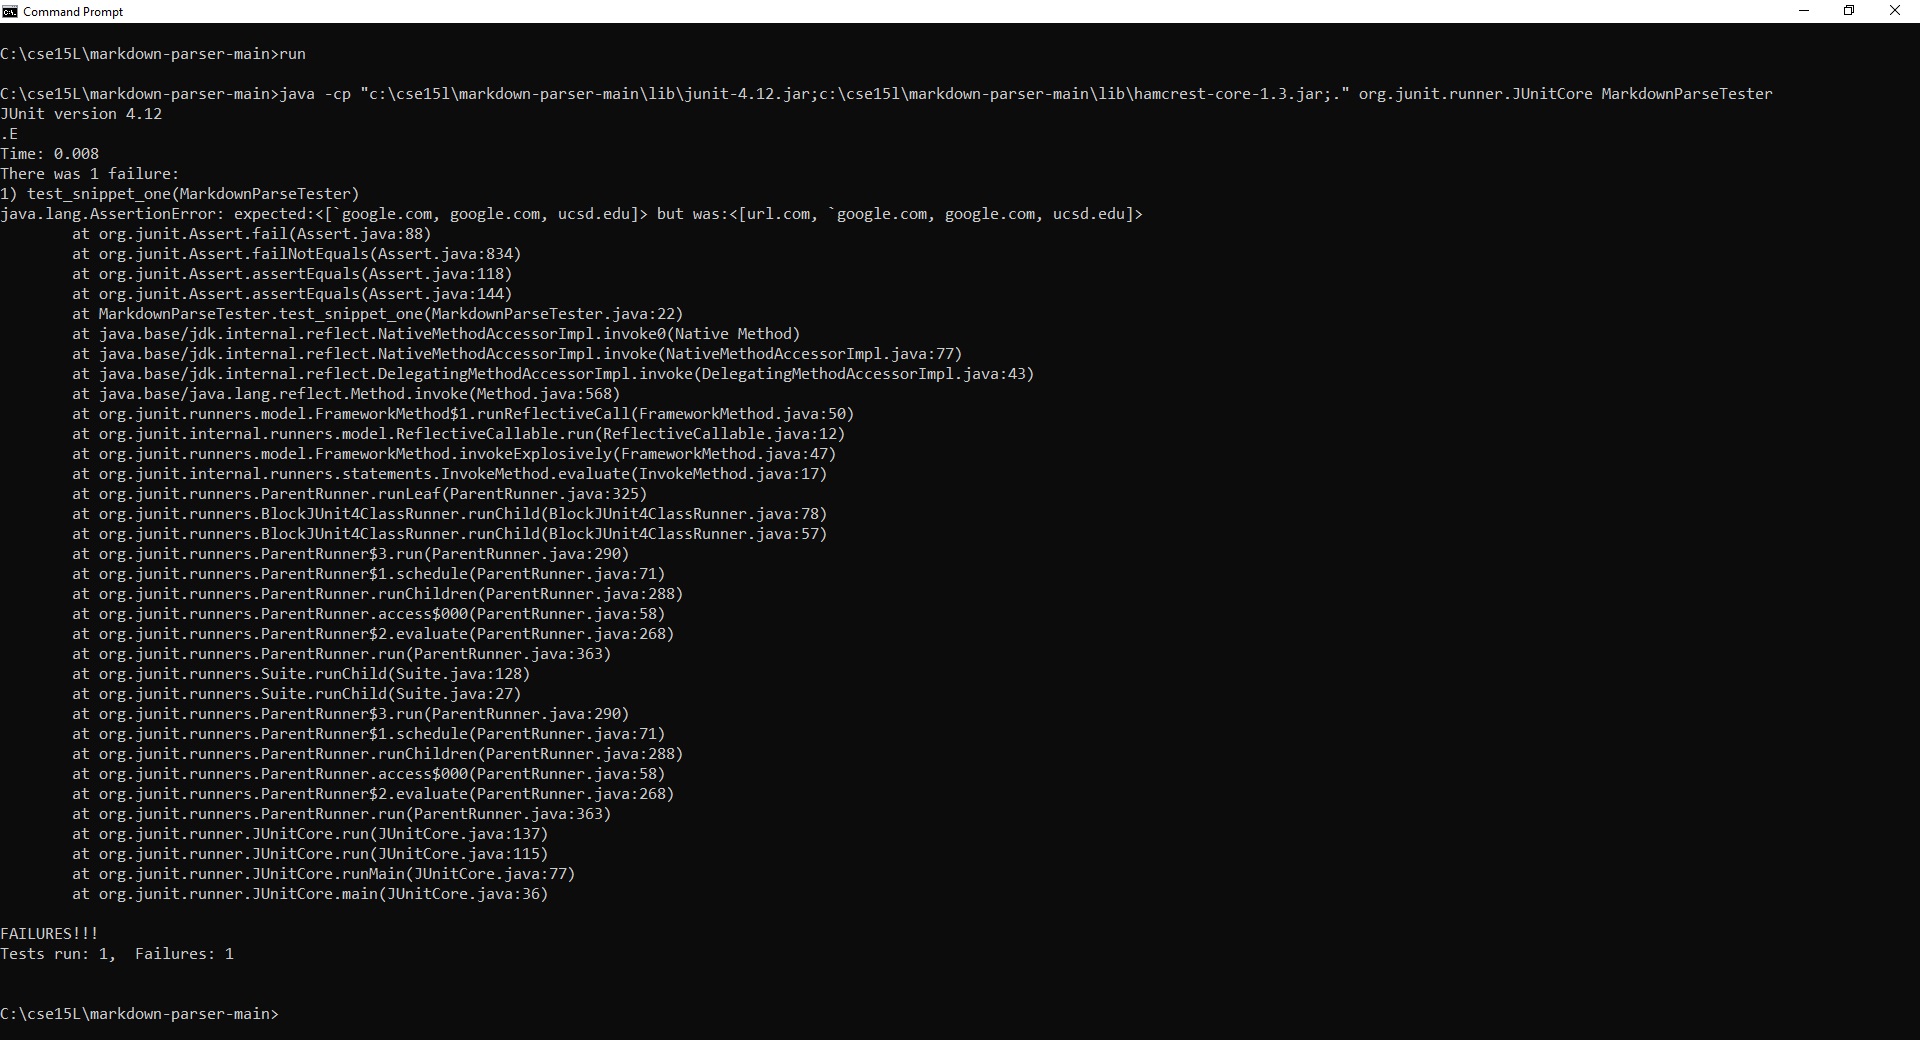 Command Prompt
C:\cse15L\markdown-parser-main>run
C:\cse15L\markdown-parser-main>java -cp "c:\cse15l\markdown-parser-main\lib\junit-4.12.jar;c:\cse15l\markdown-parser-main\lib\hamcrest-core-1.3.jar;." org.junit.runner.JUnitCore MarkdownParseTester
JUnit version 4.12
.E
Time: 0.008
There was 1 failure:
1) test_snippet_one(MarkdownParseTester)
java.lang.AssertionError: expected:<[`google.com, google.com, ucsd.edu]> but was:<[url.com, `google.com, google.com, ucsd.edu]>
        at org.junit.Assert.fail(Assert.java:88)
        at org.junit.Assert.failNotEquals(Assert.java:834)
        at org.junit.Assert.assertEquals(Assert.java:118)
        at org.junit.Assert.assertEquals(Assert.java:144)
        at MarkdownParseTester.test_snippet_one(MarkdownParseTester.java:22)
        at java.base/jdk.internal.reflect.NativeMethodAccessorImpl.invoke0(Native Method)
        at java.base/jdk.internal.reflect.NativeMethodAccessorImpl.invoke(NativeMethodAccessorImpl.java:77)
        at java.base/jdk.internal.reflect.DelegatingMethodAccessorImpl.invoke(DelegatingMethodAccessorImpl.java:43)
        at java.base/java.lang.reflect.Method.invoke(Method.java:568)
        at org.junit.runners.model.FrameworkMethod$1.runReflectiveCall(FrameworkMethod.java:50)
        at org.junit.internal.runners.model.ReflectiveCallable.run(ReflectiveCallable.java:12)
        at org.junit.runners.model.FrameworkMethod.invokeExplosively(FrameworkMethod.java:47)
        at org.junit.internal.runners.statements.InvokeMethod.evaluate(InvokeMethod.java:17)
        at org.junit.runners.ParentRunner.runLeaf(ParentRunner.java:325)
        at org.junit.runners.BlockJUnit4ClassRunner.runChild(BlockJUnit4ClassRunner.java:78)
        at org.junit.runners.BlockJUnit4ClassRunner.runChild(BlockJUnit4ClassRunner.java:57)
        at org.junit.runners.ParentRunner$3.run(ParentRunner.java:290)
        at org.junit.runners.ParentRunner$1.schedule(ParentRunner.java:71)
        at org.junit.runners.ParentRunner.runChildren(ParentRunner.java:288)
        at org.junit.runners.ParentRunner.access$000(ParentRunner.java:58)
        at org.junit.runners.ParentRunner$2.evaluate(ParentRunner.java:268)
        at org.junit.runners.ParentRunner.run(ParentRunner.java:363)
        at org.junit.runners.Suite.runChild(Suite.java:128)
        at org.junit.runners.Suite.runChild(Suite.java:27)
        at org.junit.runners.ParentRunner$3.run(ParentRunner.java:290)
        at org.junit.runners.ParentRunner$1.schedule(ParentRunner.java:71)
        at org.junit.runners.ParentRunner.runChildren(ParentRunner.java:288)
        at org.junit.runners.ParentRunner.access$000(ParentRunner.java:58)
        at org.junit.runners.ParentRunner$2.evaluate(ParentRunner.java:268)
        at org.junit.runners.ParentRunner.run(ParentRunner.java:363)
        at org.junit.runner.JUnitCore.run(JUnitCore.java:137)
        at org.junit.runner.JUnitCore.run(JUnitCore.java:115)
        at org.junit.runner.JUnitCore.runMain(JUnitCore.java:77)
        at org.junit.runner.JUnitCore.main(JUnitCore.java:36)
FAILURES!!!
Tests run: 1,  Failures: 1
C:\cse15L\markdown-parser-main>